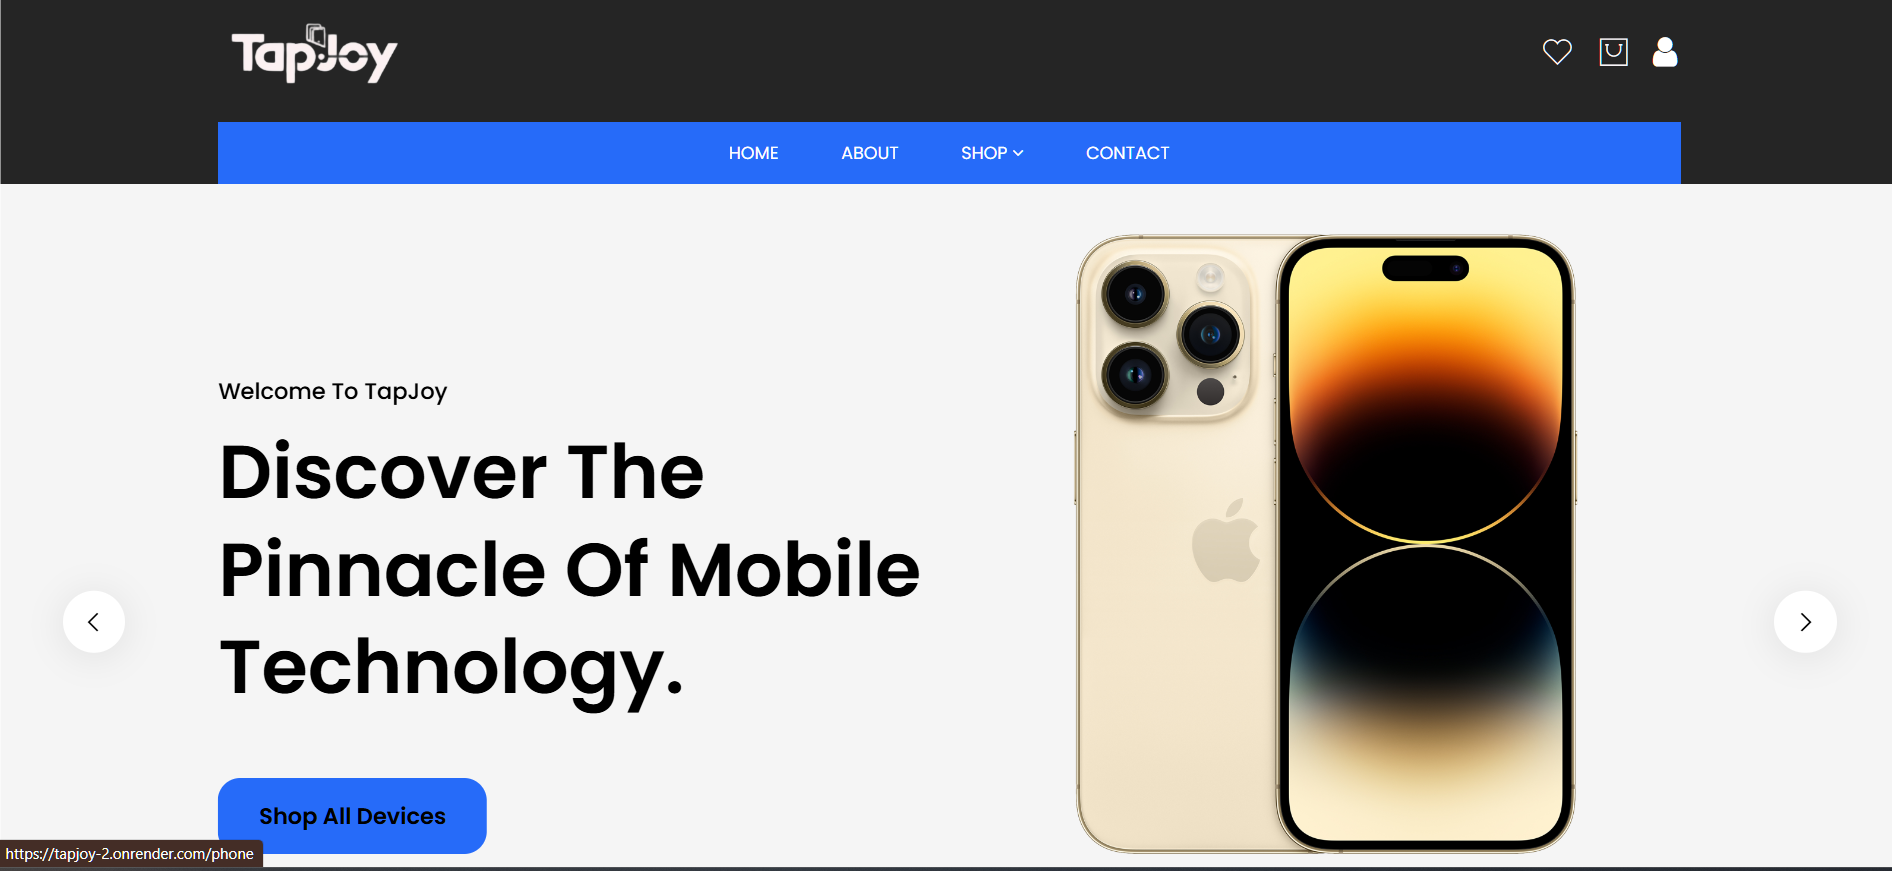 TapJoy
HOME ABOUT SHOP CONTACT
Welcome To TapJoy
Discover The
Pinnacle Of Mobile
Technology.
Shop All Devices
https://tapjoy-2.onrender.com/phone